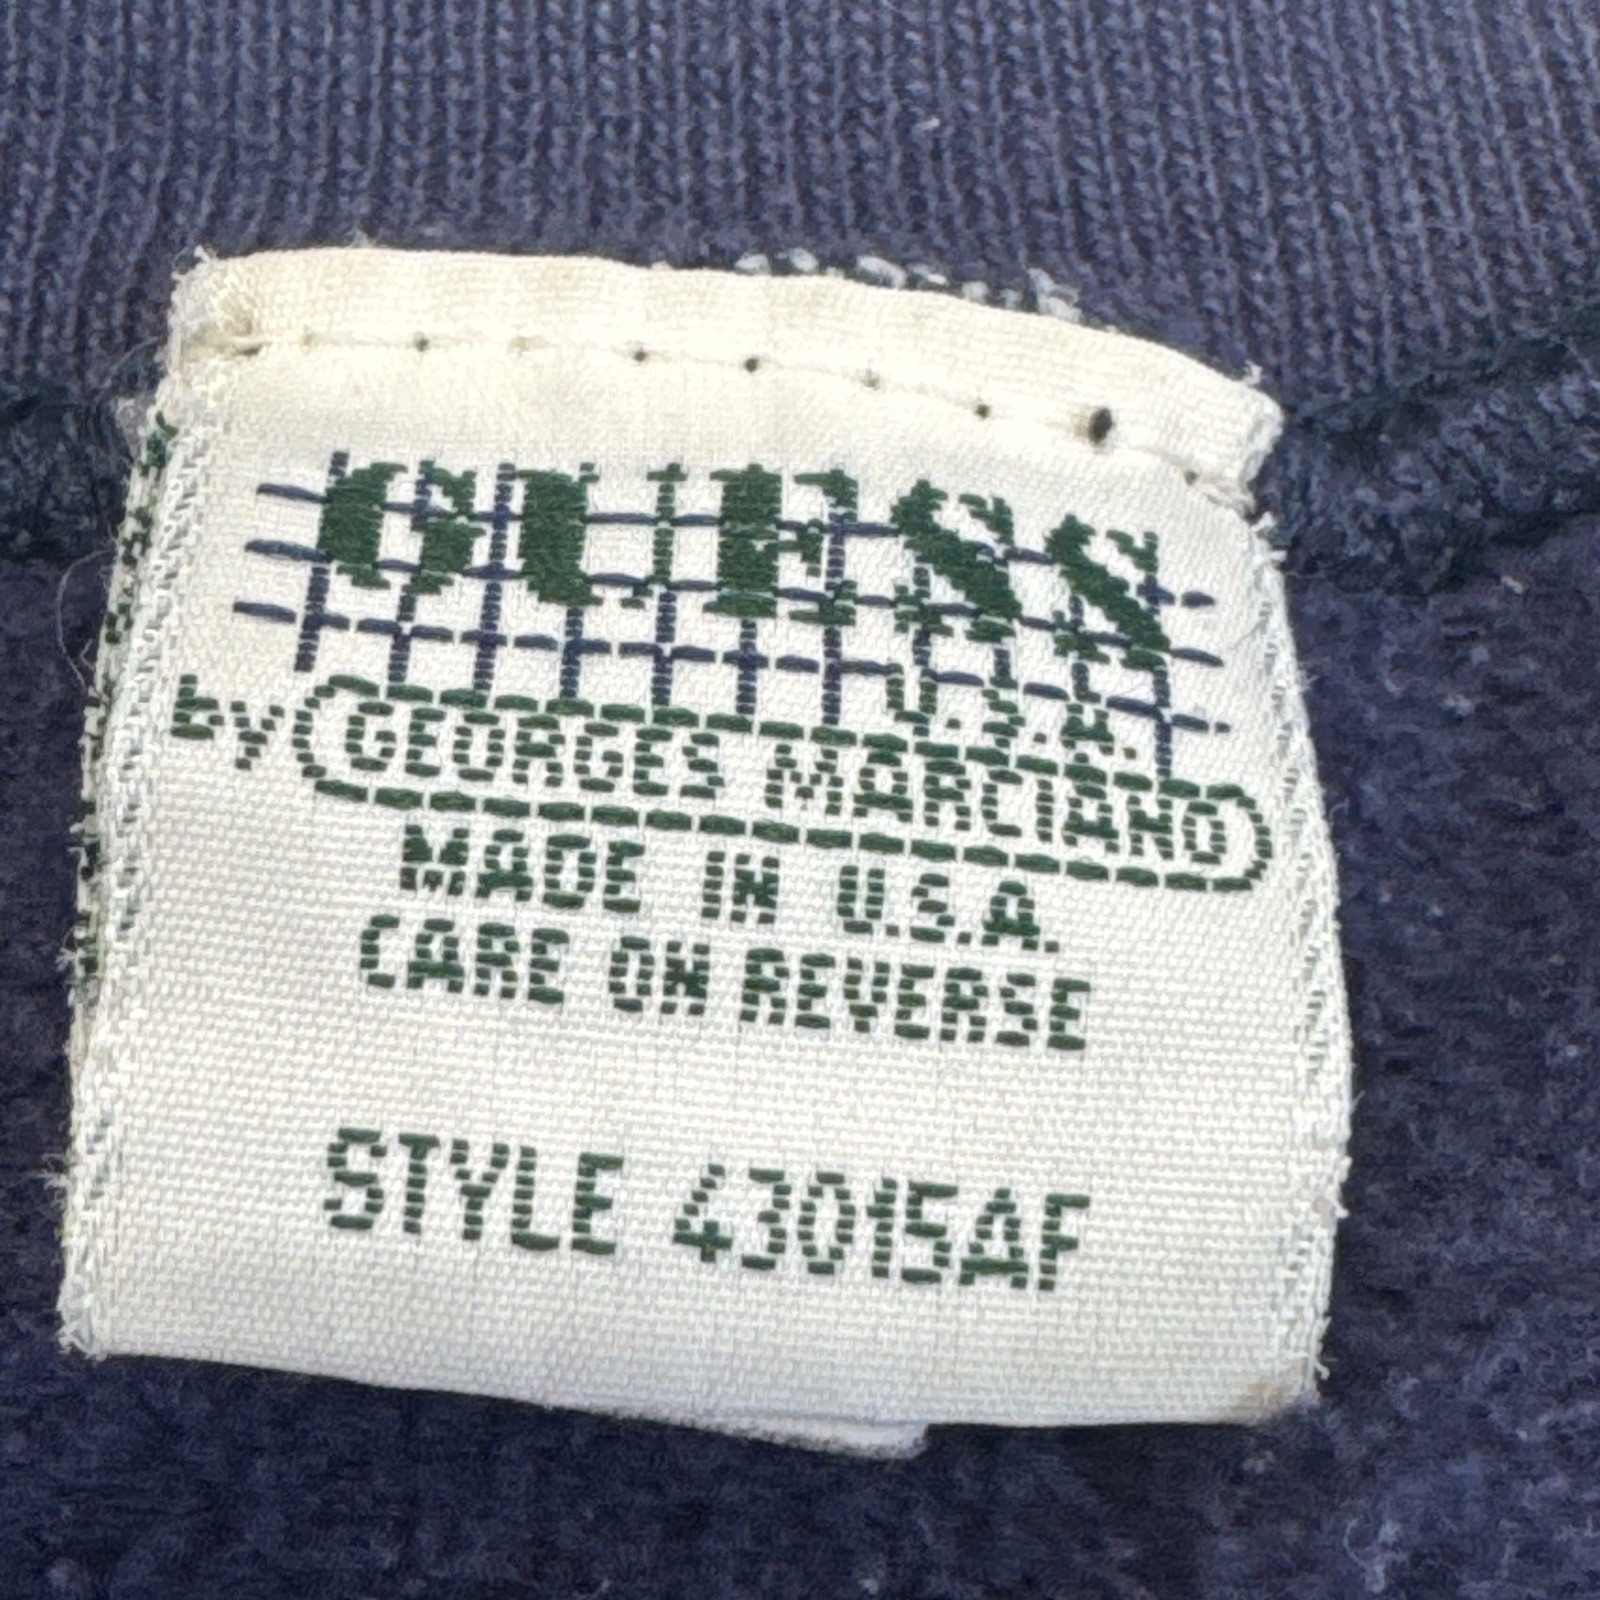 GUESS
U.S.A.
by GEORGES MARCIANO
MADE IN U.S.A.
CARE ON REVERSE
STYLE 43015AF